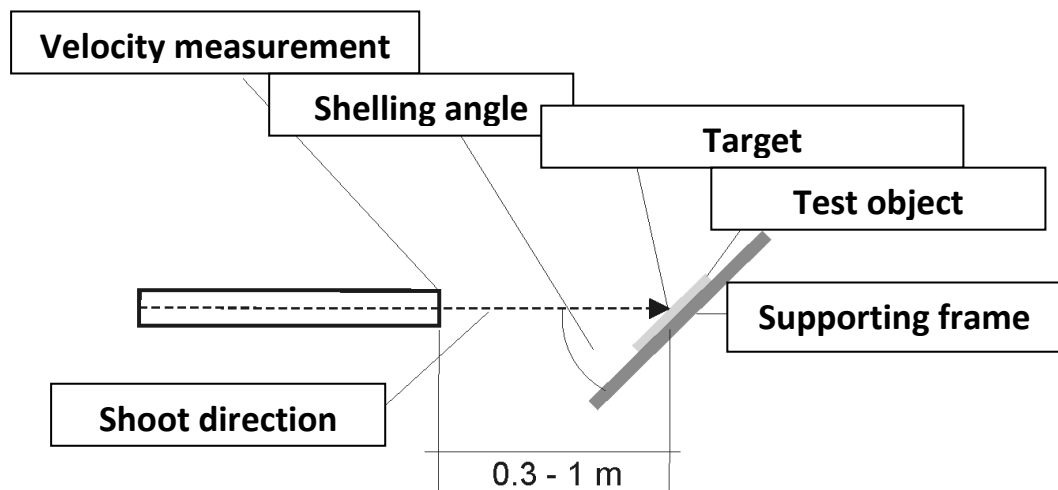 Velocity measurement
Shelling angle
Target
Test object
Supporting frame
Shoot direction
0.3 - 1 m